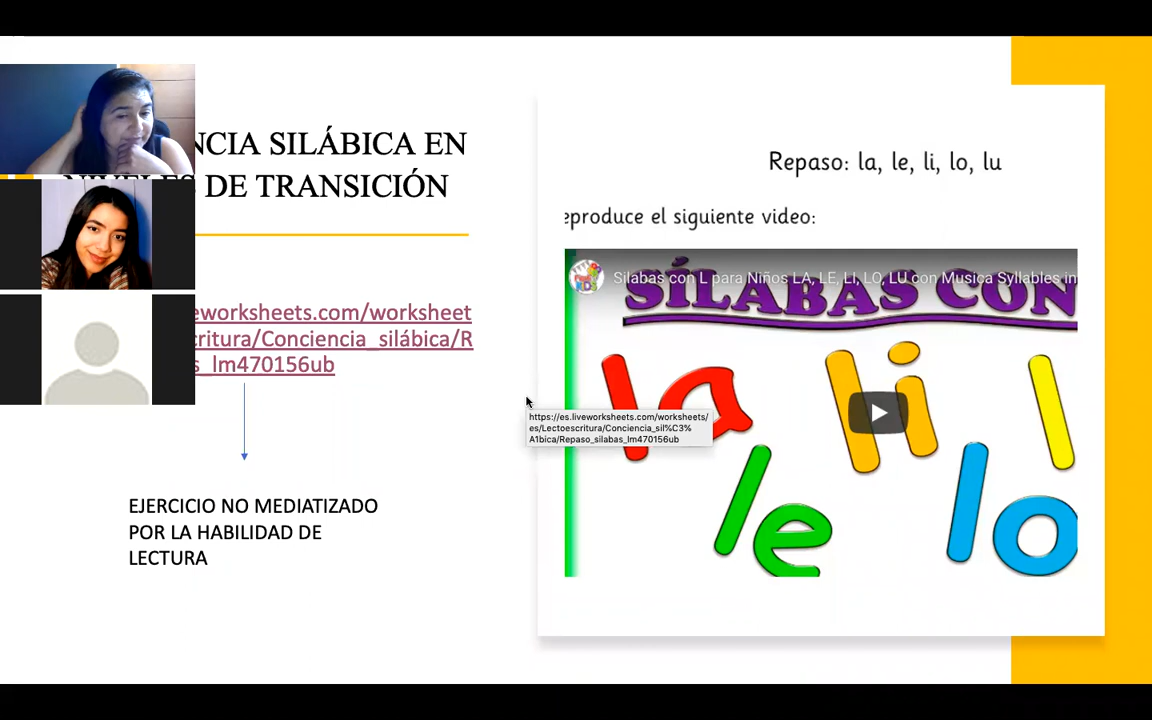 NCIA SILÁBICA EN
NIVELES DE TRANSICIÓN
eworksheets.com/worksheet
critura/Conciencia_silábica/R
s_lm470156ub
EJERCICIO NO MEDIATIZADO
POR LA HABILIDAD DE
LECTURA
Repaso: la, le, li, lo, lu
eproduce el siguiente video:
RDS
Silabas con L para Niños LA, LE, LI, LO, LU con Musica Syllables in
SÍLABAS CON
la li l
le lo
https://es.liveworksheets.com/worksheets/
es/Lectoescritura/Conciencia_sil%C3%
A1bica/Repaso_silabas_lm470156ub